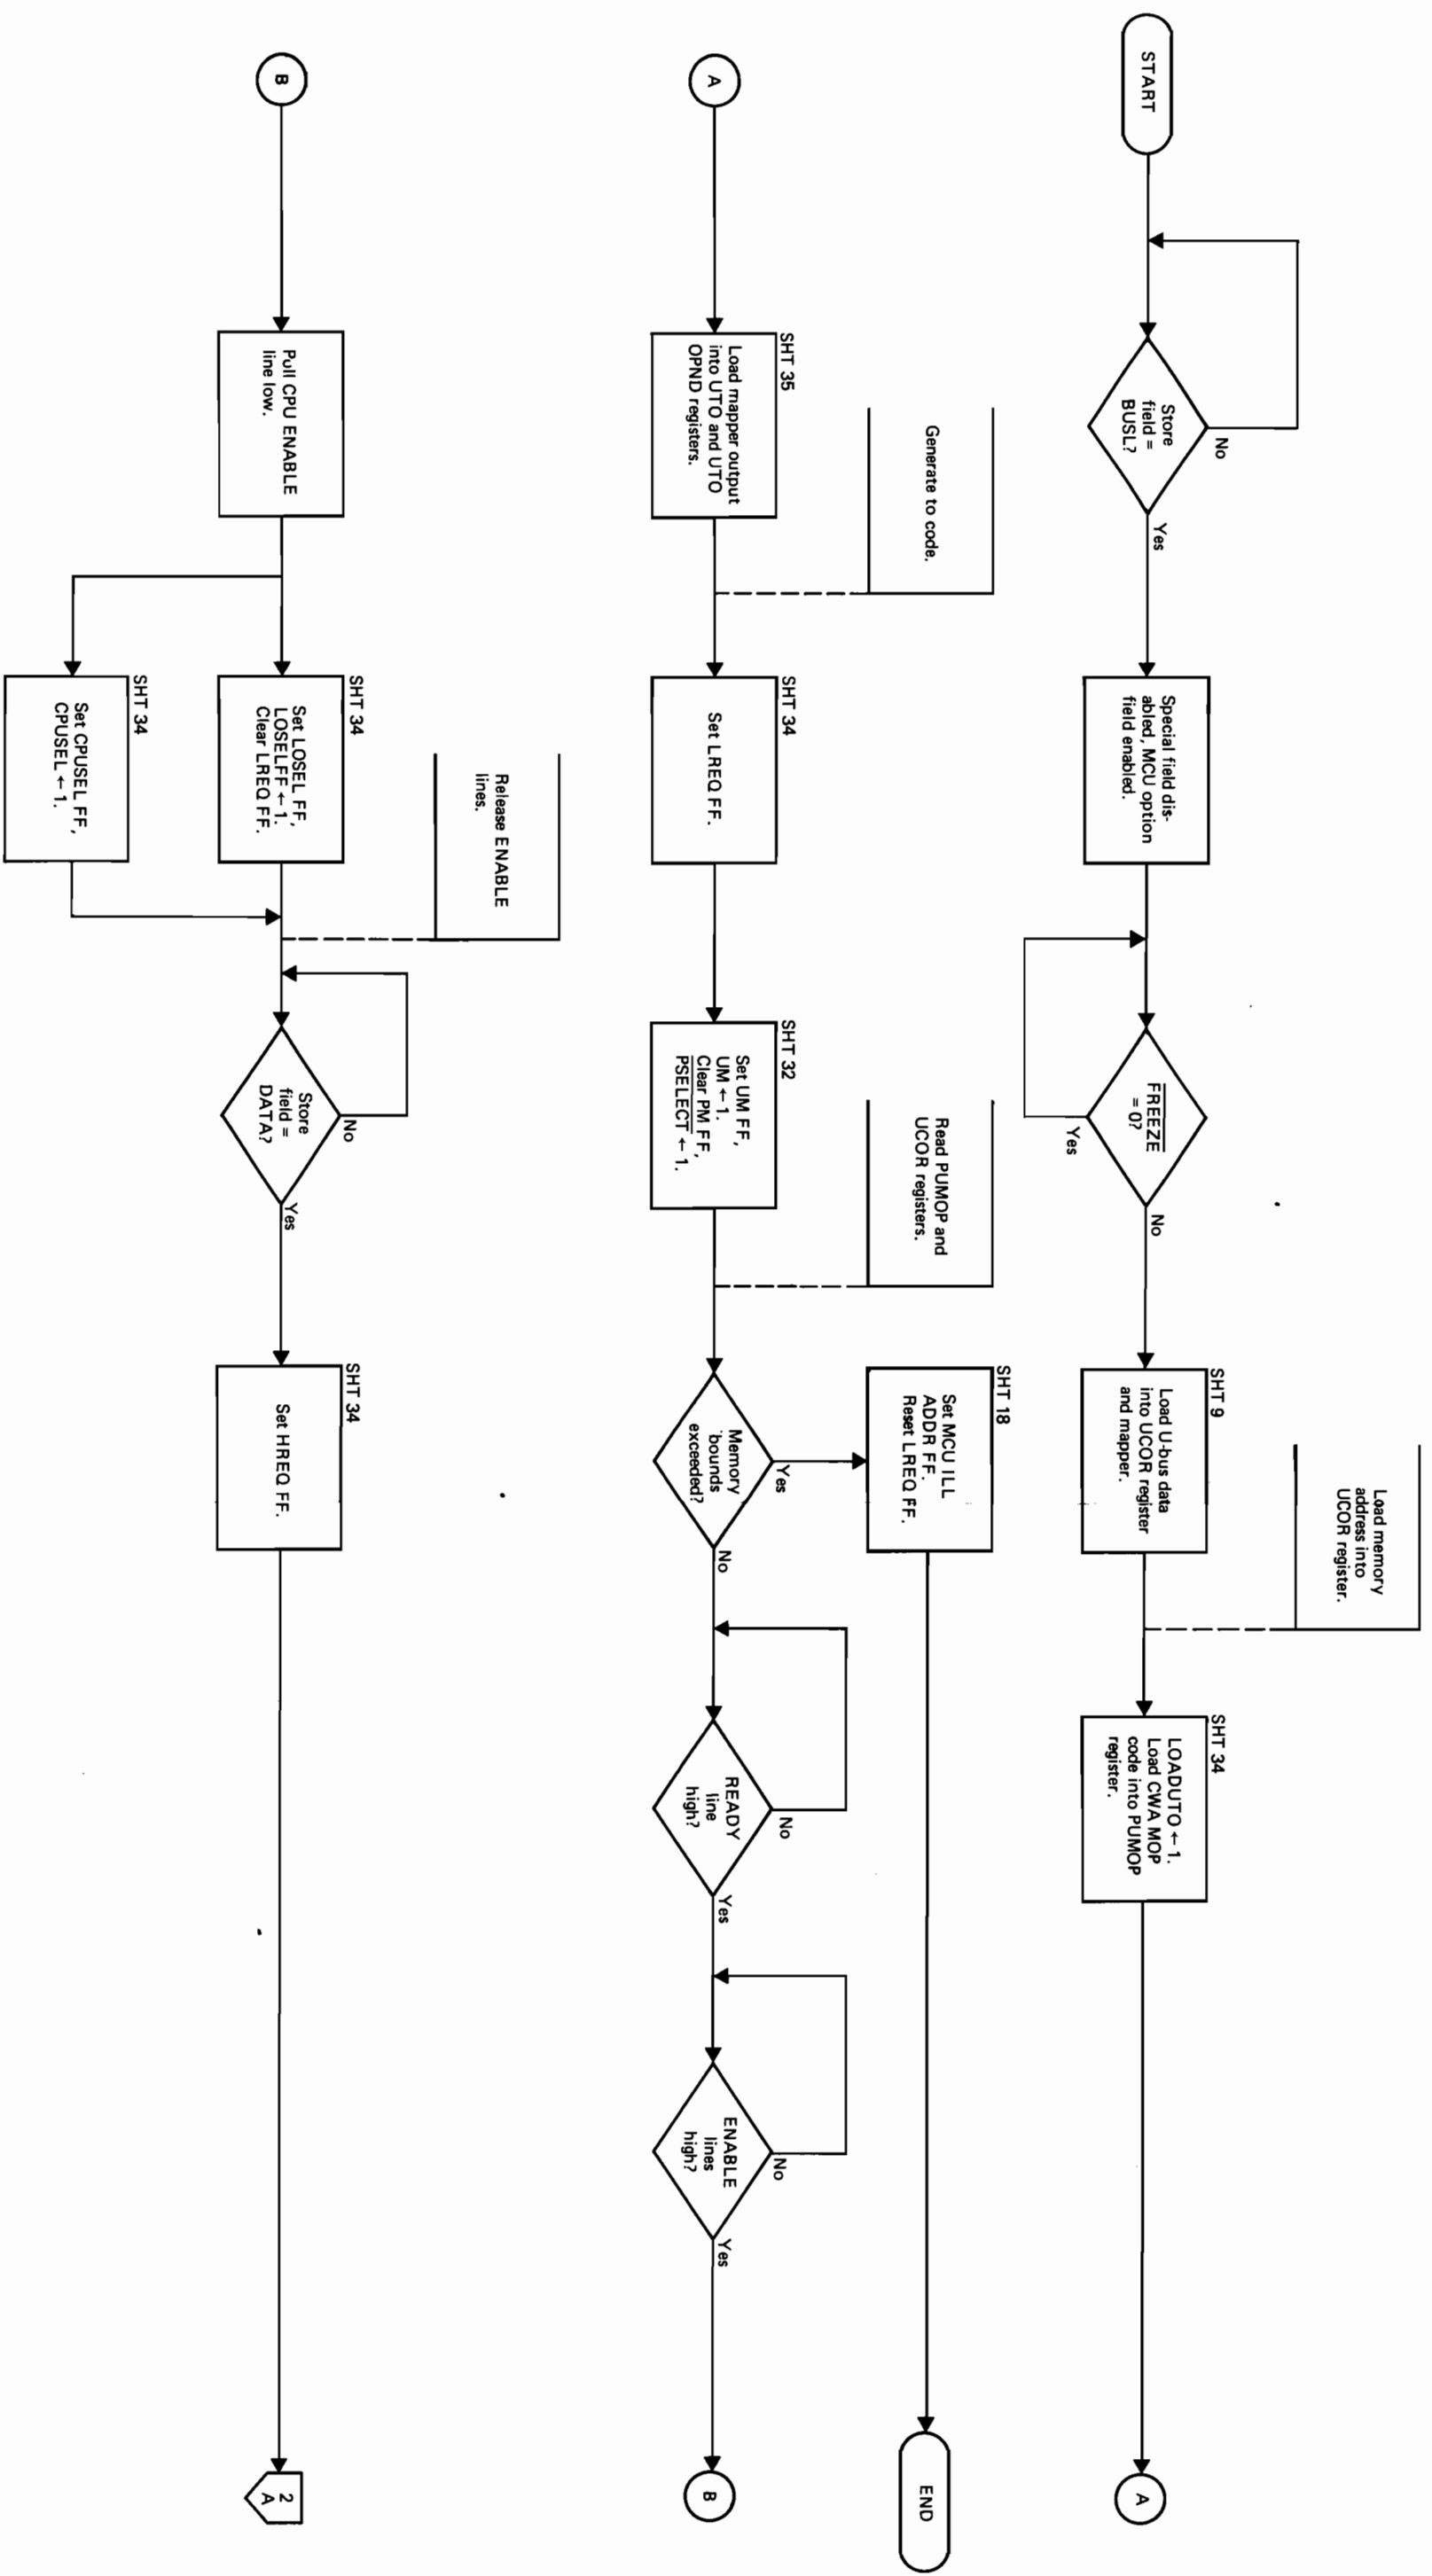 START
Store
field =
BUSL?
No
Yes
Special field dis-
abled, MCU option
field enabled.
FREEZE
= 0?
Yes
No
SHT 9
Load U-bus data
into UCOR register
and mapper.
Load memory
address into
UCOR register.
SHT 34
LOADUTO ← 1.
Load CWA MOP
code into PUMOP
register.
A
A
SHT 35
Load mapper output
into UTO and UTO
OPND registers.
Generate to code.
SHT 34
Set LREQ FF.
SHT 32
Set UM FF,
UM ← 1.
Clear PM FF,
PSELECT ← 1.
Read PUMOP and
UCOR registers.
Memory
bounds
exceeded?
Yes
No
SHT 18
Set MCU ILL
ADDR FF.
Reset LREQ FF.
END
READY
line
high?
No
Yes
ENABLE
lines
high?
No
Yes
B
B
Pull CPU ENABLE
line low.
SHT 34
Set LOSEL FF,
LOSELFF ← 1.
Clear LREQ FF.
SHT 34
Set CPUSEL FF,
CPUSEL ← 1.
Release ENABLE
lines.
Store
field =
DATA?
No
Yes
SHT 34
Set HREQ FF.
2
A